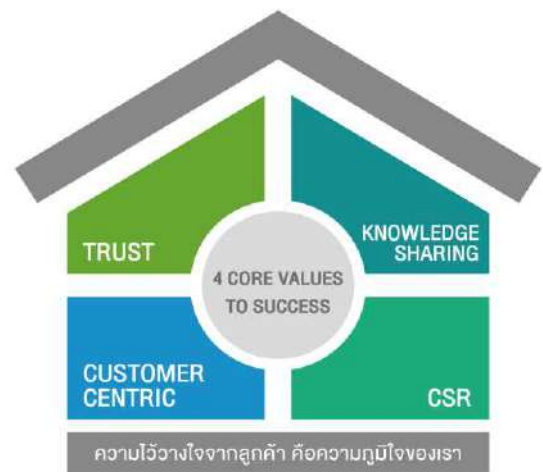 TRUST
KNOWLEDGE
SHARING
4 CORE VALUES
TO SUCCESS
CUSTOMER
CENTRIC
CSR
ความไว้วางใจจากลูกค้า คือความภูมิใจของเรา